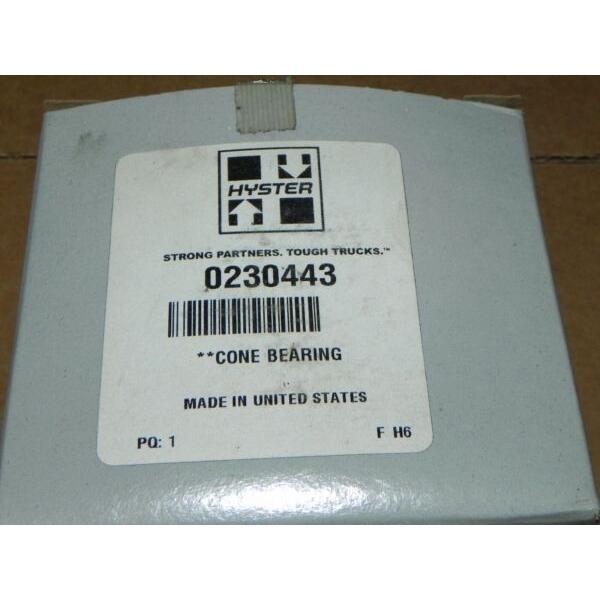 HYSTER
STRONG PARTNERS. TOUGH TRUCKS.™
0230443
**CONE BEARING
MADE IN UNITED STATES
PQ: 1 F H6